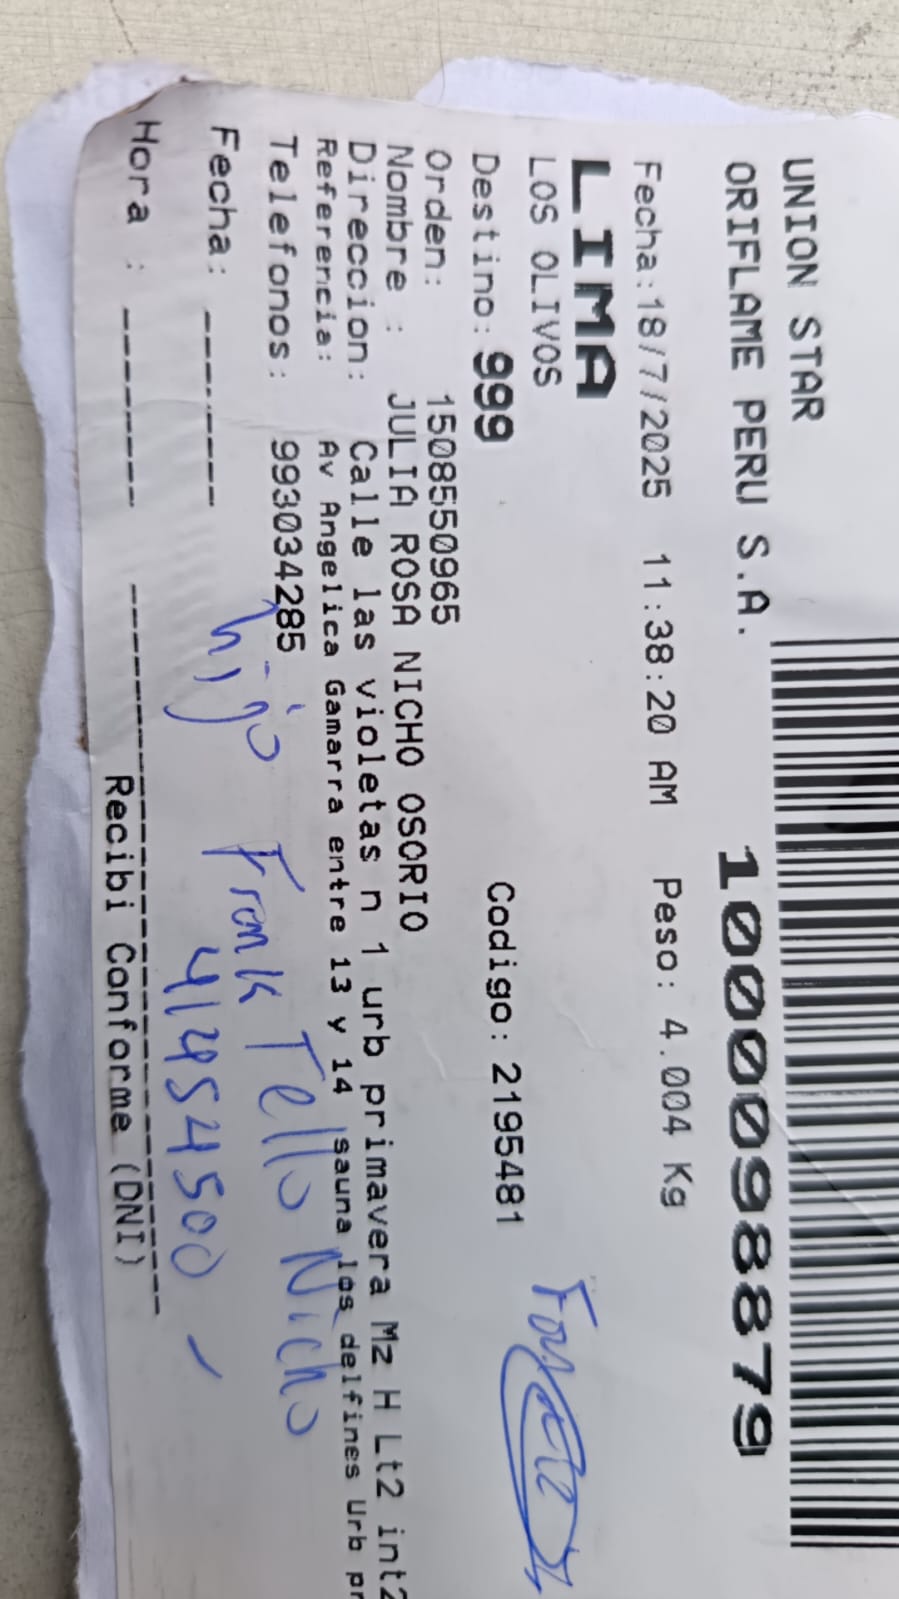 UNION STAR
ORIFLAME PERU S.A.
10000098879
Fecha:18/7/2025 11:38:20 AM Peso: 4.004 Kg
LIMA
LOS OLIVOS
Destino: 999 Codigo: 2195481
Orden: 1508550965
Nombre : JULIA ROSA NICHO OSORIO
Direccion: Calle las violetas n 1 urb primavera Mz H Lt2 int2
Referencia: Av Angelica Gamarra entre 13 y 14 sauna los delfines Urb pr
Telefonos: 993034285
hijo Frank Tello Nicho
41454500
Fecha: ------
Hora : ------
Recibi Conforme (DNI)